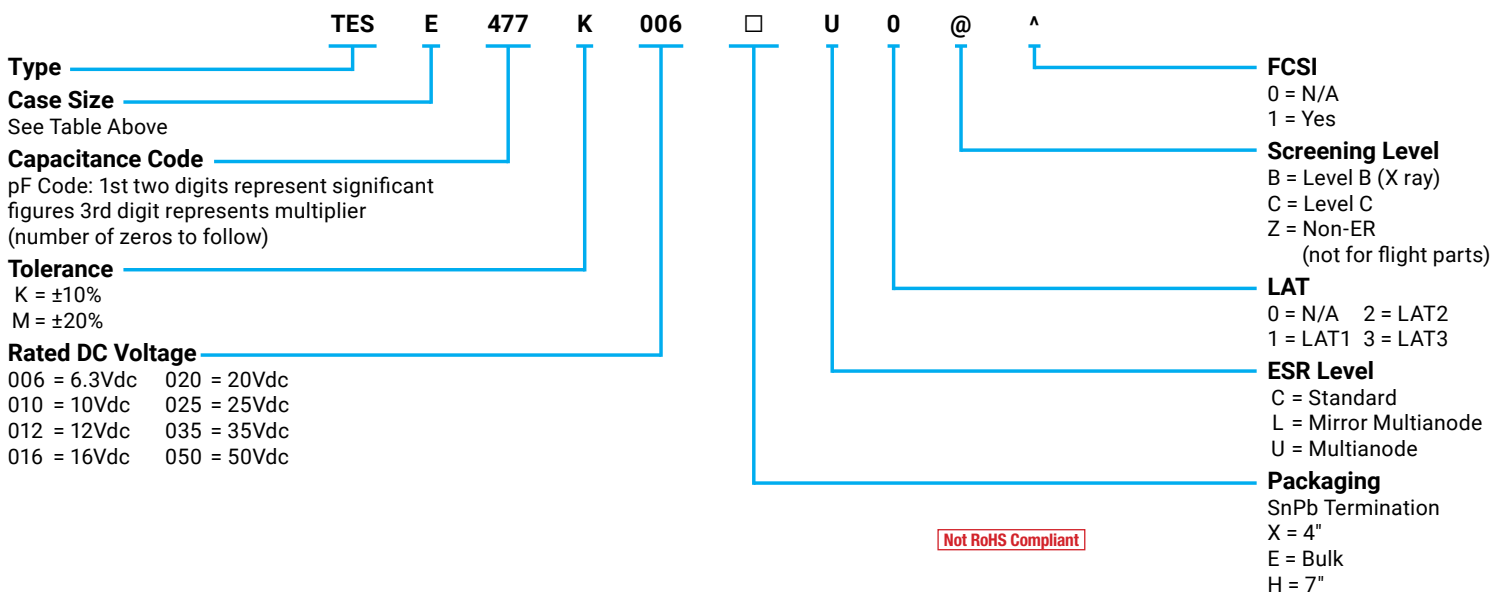 TES E 477 K 006 □ U 0 @ ^
Type
Case Size
See Table Above
Capacitance Code
pF Code: 1st two digits represent significant
figures 3rd digit represents multiplier
(number of zeros to follow)
Tolerance
K = ±10%
M = ±20%
Rated DC Voltage
006 = 6.3Vdc 020 = 20Vdc
010 = 10Vdc 025 = 25Vdc
012 = 12Vdc 035 = 35Vdc
016 = 16Vdc 050 = 50Vdc
FCSI
0 = N/A
1 = Yes
Screening Level
B = Level B (X ray)
C = Level C
Z = Non-ER
(not for flight parts)
LAT
0 = N/A 2 = LAT2
1 = LAT1 3 = LAT3
ESR Level
C = Standard
L = Mirror Multianode
U = Multianode
Packaging
SnPb Termination
X = 4"
E = Bulk
H = 7"
Not RoHS Compliant